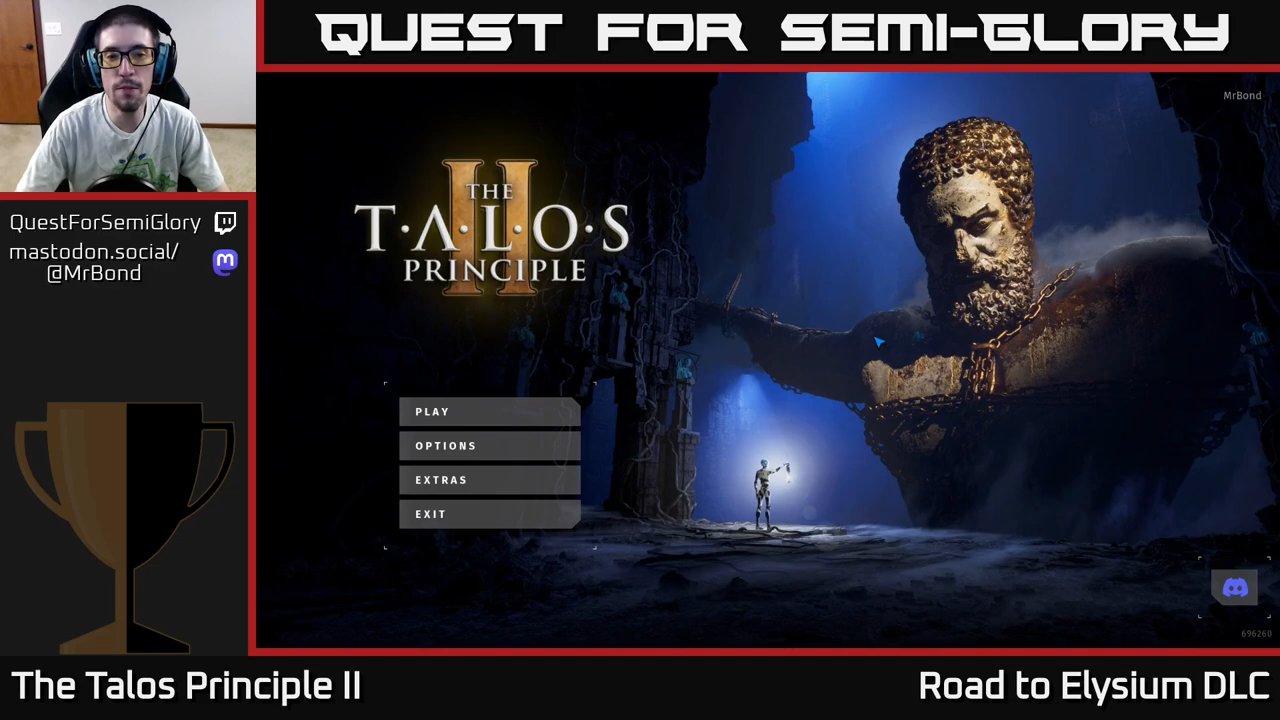 QUEST FOR SEMI-GLORY
MrBond
THE
II
T·A·L·O·S
PRINCIPLE
QuestForSemiGlory
mastodon.social/
@MrBond
PLAY
OPTIONS
EXTRAS
EXIT
696260
The Talos Principle II
Road to Elysium DLC